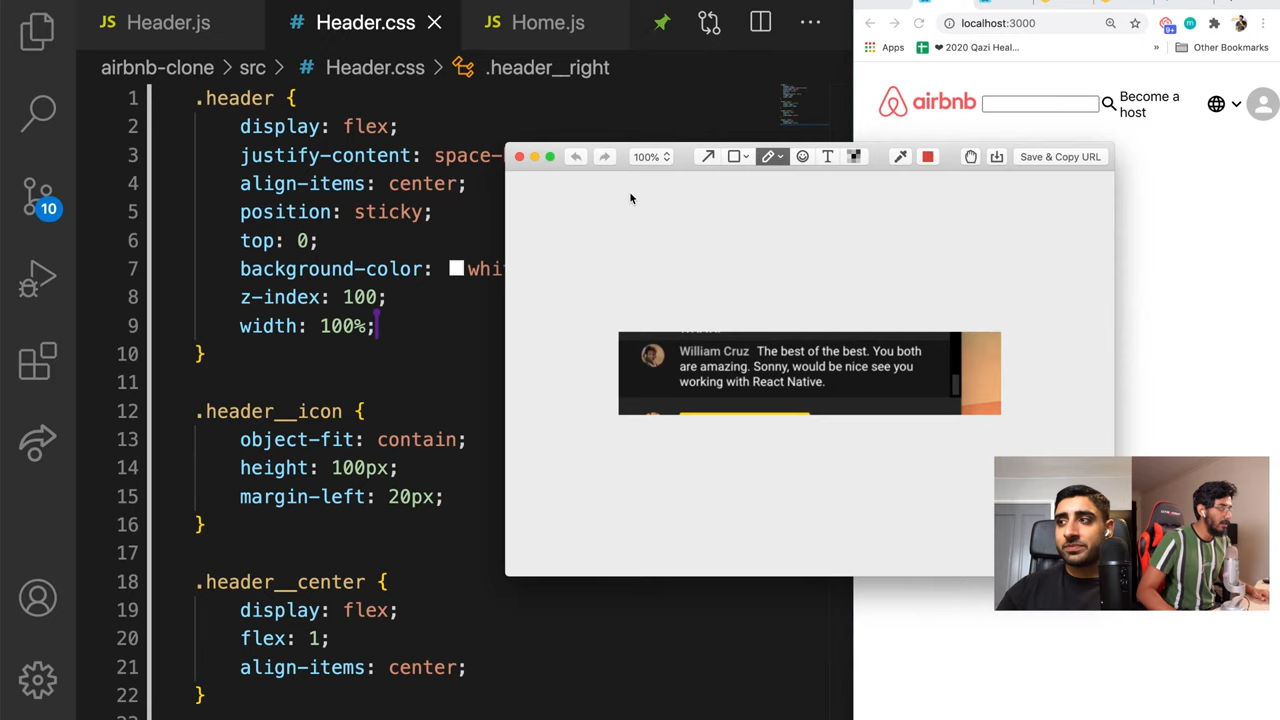 Header.js
# Header.css
Home.js
airbnb-clone > src > # Header.css > .header__right
1 .header {
2 display: flex;
3 justify-content: space-
4 align-items: center;
5 position: sticky;
6 top: 0;
7 background-color: whi
8 z-index: 100;
9 width: 100%;
10 }
11
12 .header__icon {
13 object-fit: contain;
14 height: 100px;
15 margin-left: 20px;
16 }
17
18 .header__center {
19 display: flex;
20 flex: 1;
21 align-items: center;
22 }
10
100%
T
Save & Copy URL
William Cruz The best of the best. You both
are amazing. Sonny, would be nice see you
working with React Native.
localhost:3000
9+
Apps
❤ 2020 Qazi Heal...
»
Other Bookmarks
airbnb
Become a
host